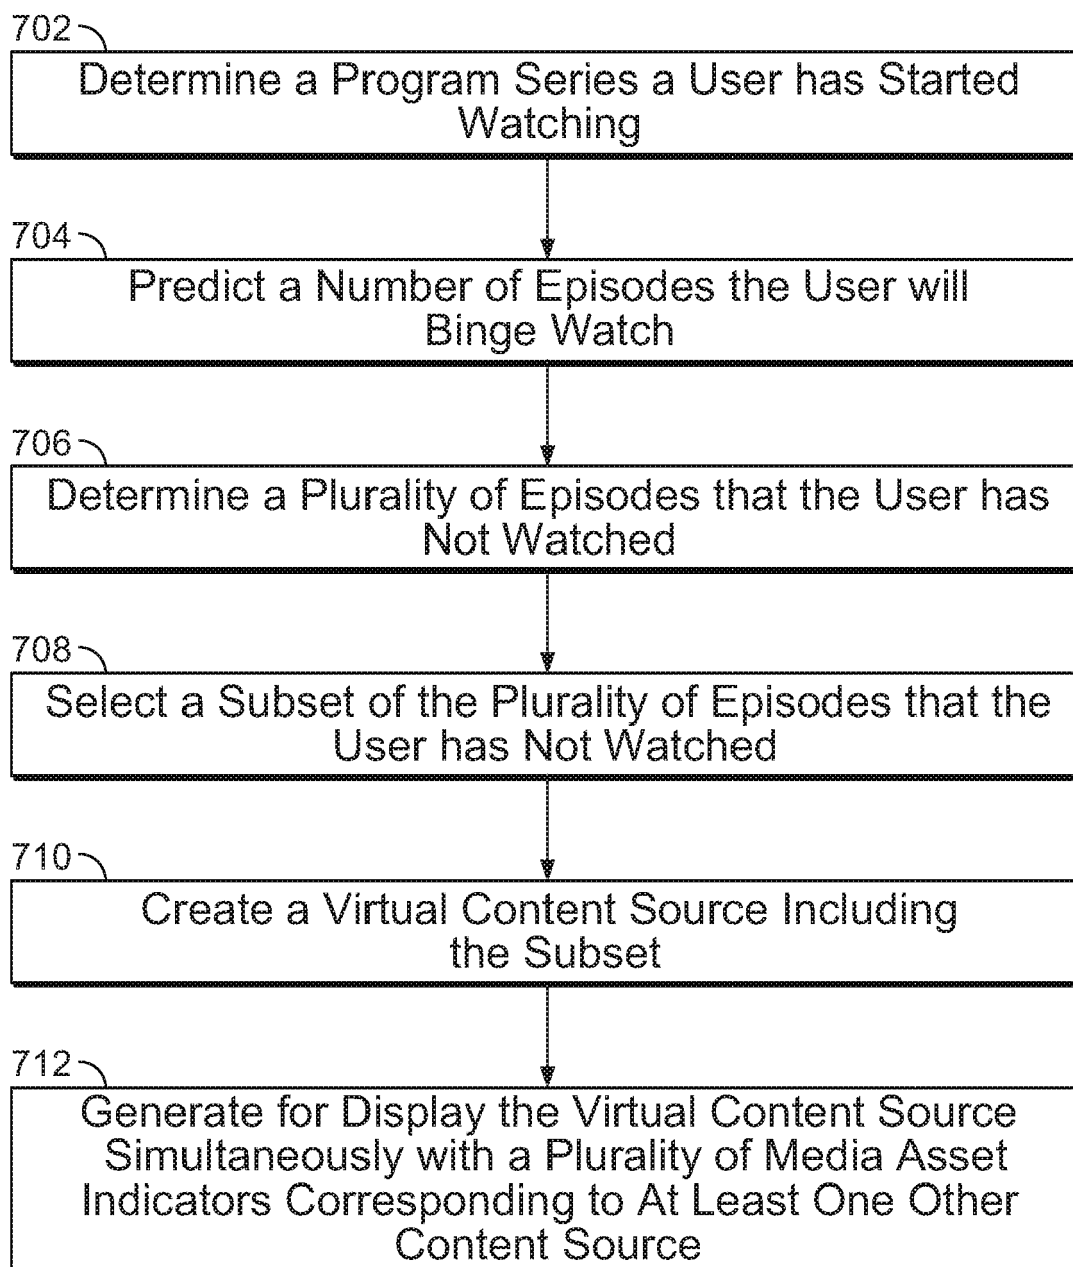 702
Determine a Program Series a User has Started
Watching
704
Predict a Number of Episodes the User will
Binge Watch
706
Determine a Plurality of Episodes that the User has
Not Watched
708
Select a Subset of the Plurality of Episodes that the
User has Not Watched
710
Create a Virtual Content Source Including
the Subset
712
Generate for Display the Virtual Content Source
Simultaneously with a Plurality of Media Asset
Indicators Corresponding to At Least One Other
Content Source